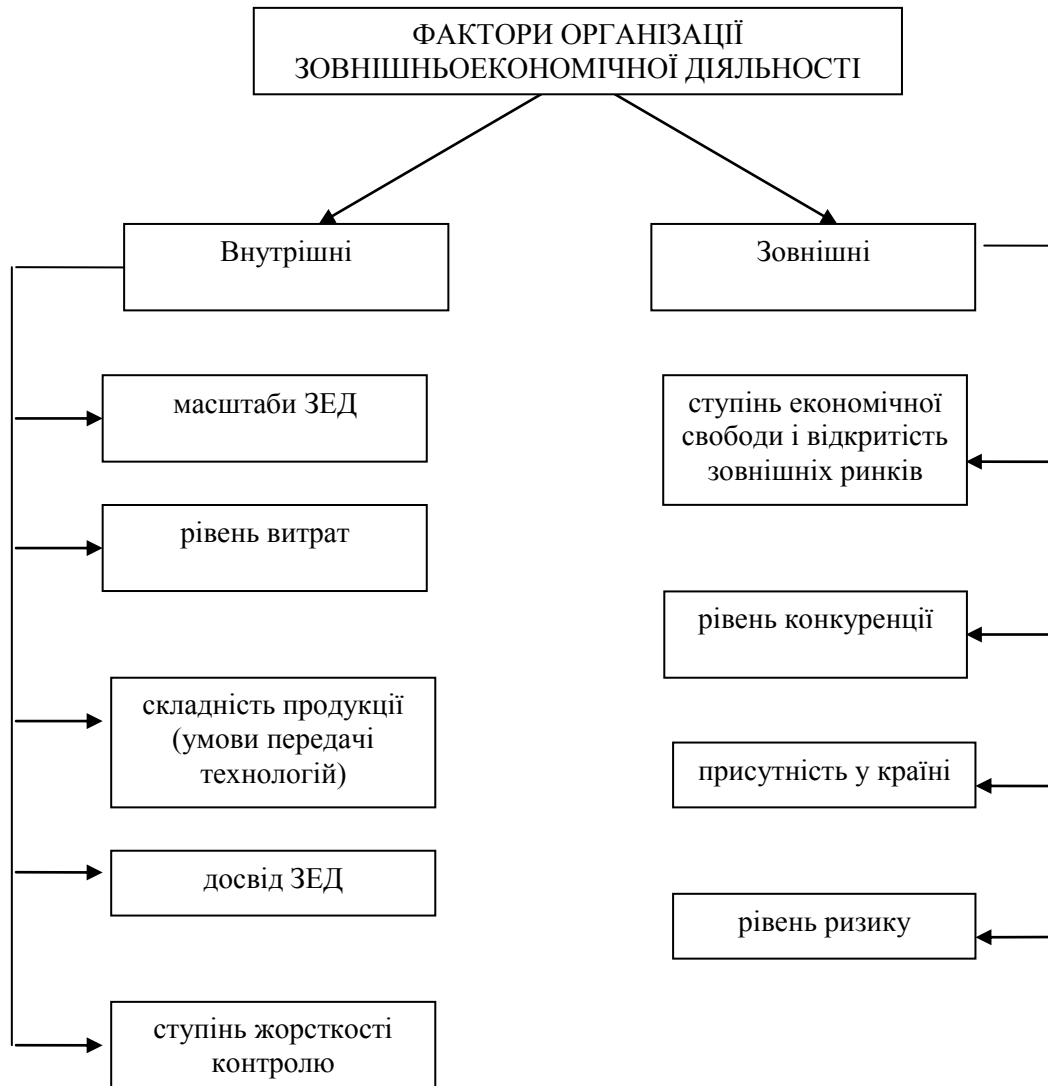 ФАКТОРИ ОРГАНІЗАЦІЇ
ЗОВНІШНЬОЕКОНОМІЧНОЇ ДІЯЛЬНОСТІ
Внутрішні
Зовнішні
масштаби ЗЕД
рівень витрат
складність продукції
(умови передачі
технологій)
досвід ЗЕД
ступінь жорсткості
контролю
ступінь економічної
свободи і відкритість
зовнішніх ринків
рівень конкуренції
присутність у країні
рівень ризику